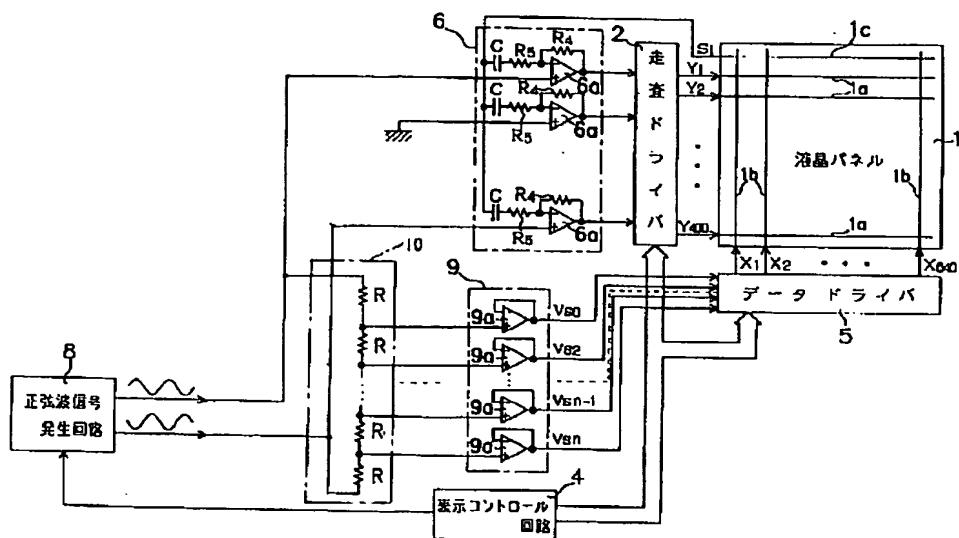 6
C
R5
R4
6a
C
R5
R4
6a
C
R5
R4
6a
2
走査ドライバ
S1
Y1
Y2
Y400
1c
1a
1
液晶パネル
1b
1b
1a
X1
X2
X640
データドライバ
5
10
R
R
R
R
9
9a
9a
9a
9a
VS0
VS2
VSn-1
VSn
8
正弦波信号
発生回路
4
表示コントロール
回路